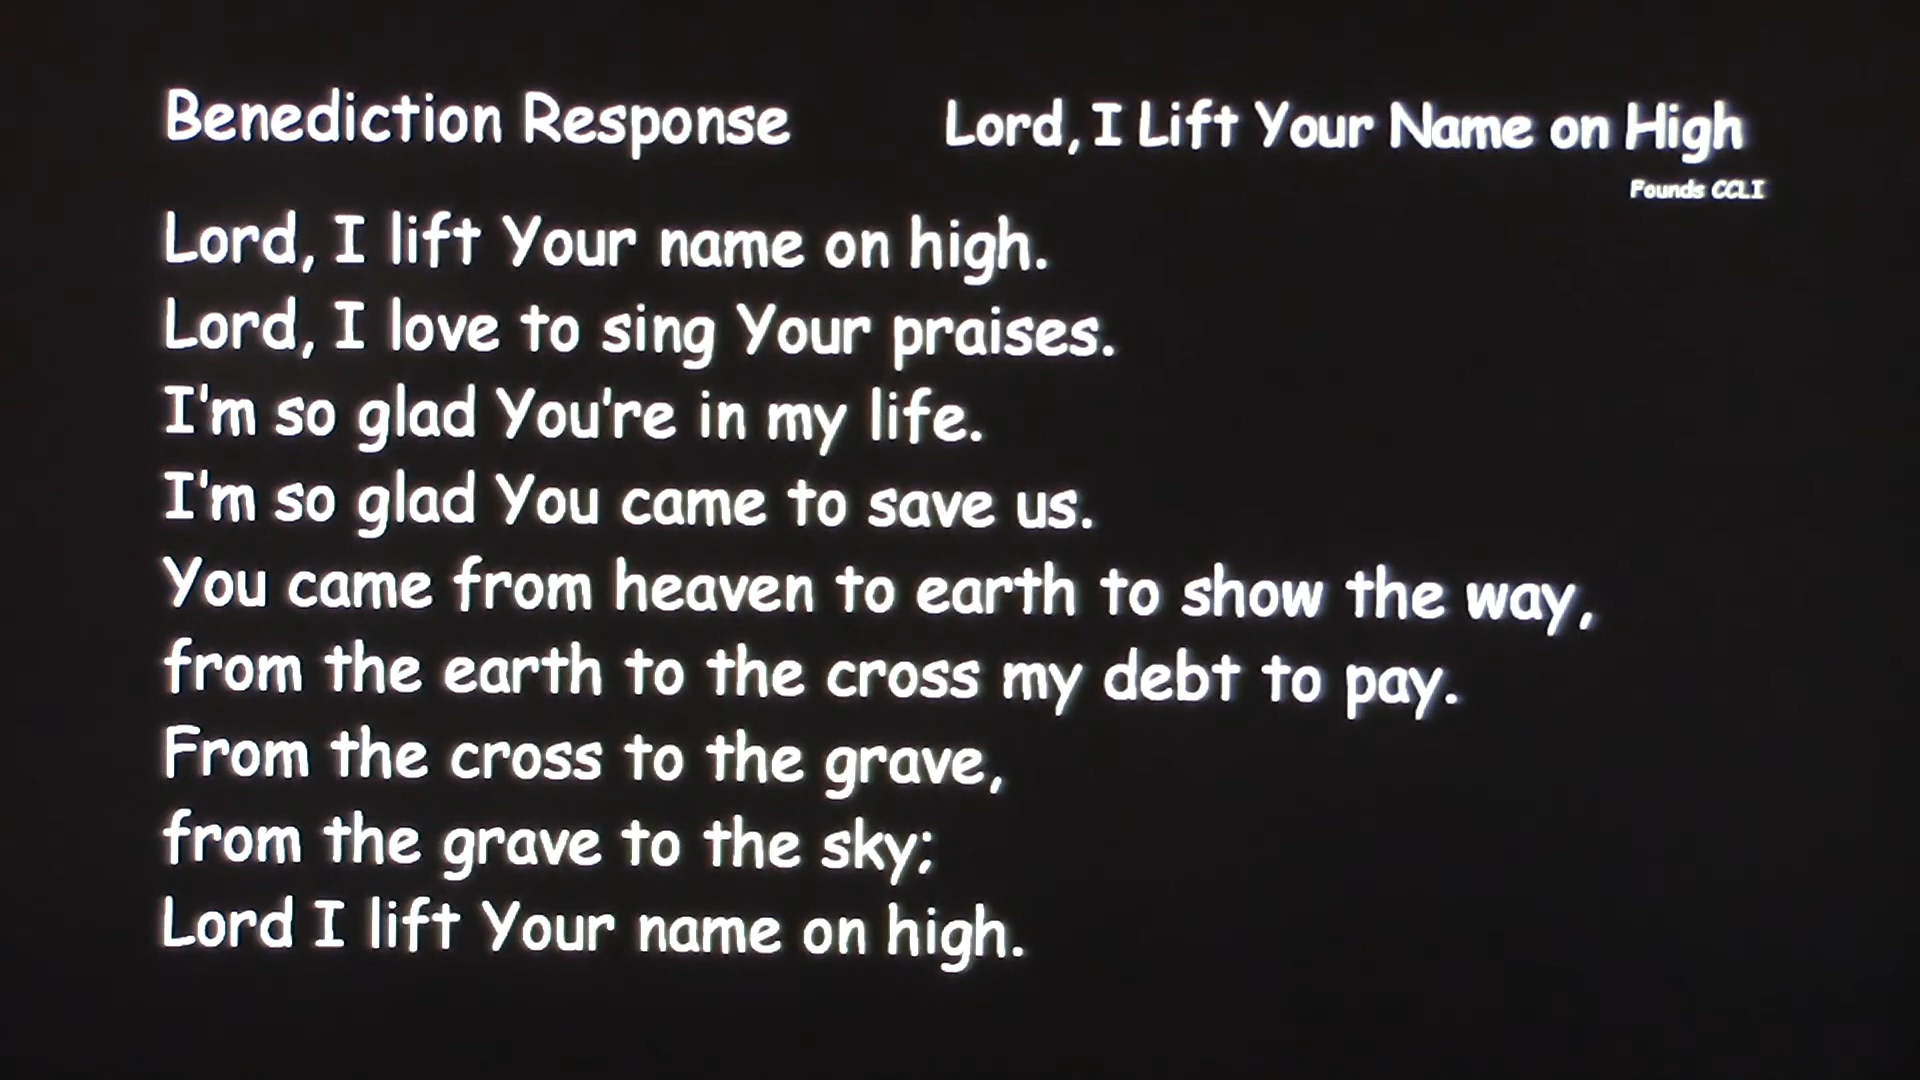 Benediction Response Lord, I Lift Your Name on High
Founds CCLI
Lord, I lift Your name on high.
Lord, I love to sing Your praises.
I'm so glad You're in my life.
I'm so glad You came to save us.
You came from heaven to earth to show the way,
from the earth to the cross my debt to pay.
From the cross to the grave,
from the grave to the sky;
Lord I lift Your name on high.